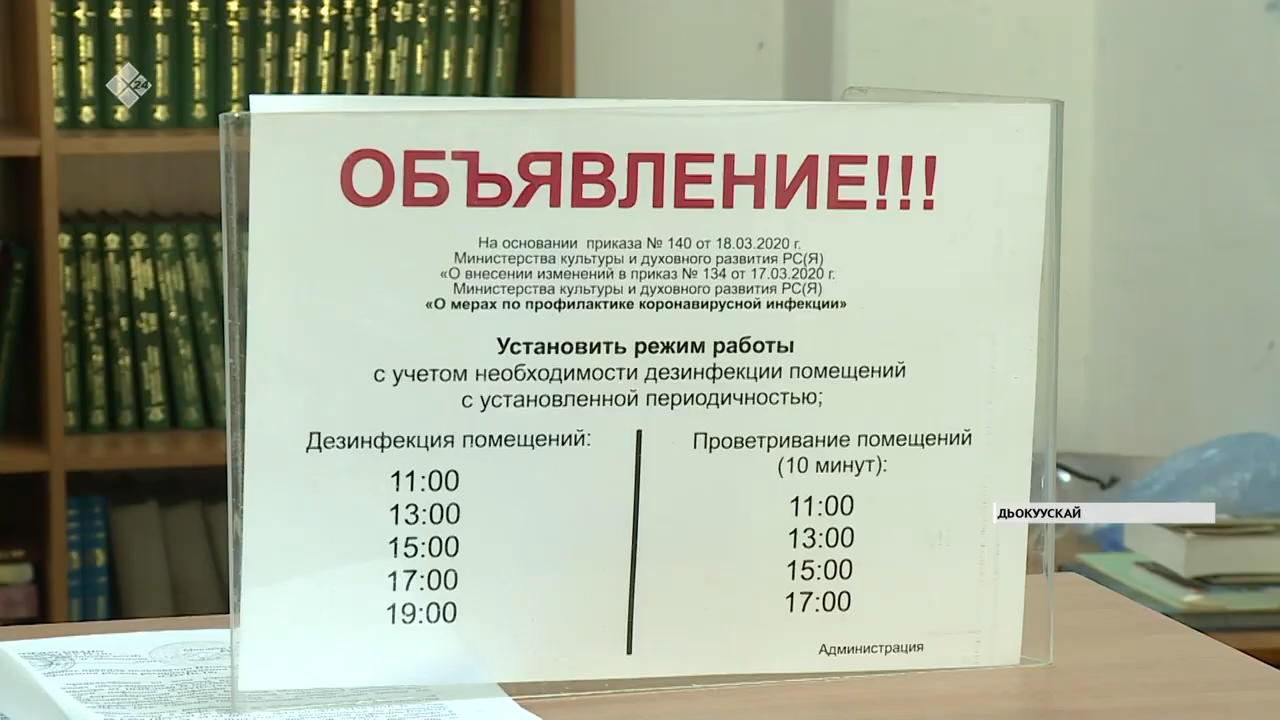 ОБЪЯВЛЕНИЕ!!!
На основании приказа № 140 от 18.03.2020 г.
Министерства культуры и духовного развития РС(Я)
«О внесении изменений в приказ № 134 от 17.03.2020 г.
Министерства культуры и духовного развития РС(Я)
«О мерах по профилактике коронавирусной инфекции»
Установить режим работы
с учетом необходимости дезинфекции помещений
с установленной периодичностью;
Дезинфекция помещений:
11:00
13:00
15:00
17:00
19:00
Проветривание помещений
(10 минут):
11:00
13:00
15:00
17:00
Администрация
ДЬОКУУСКАЙ
24